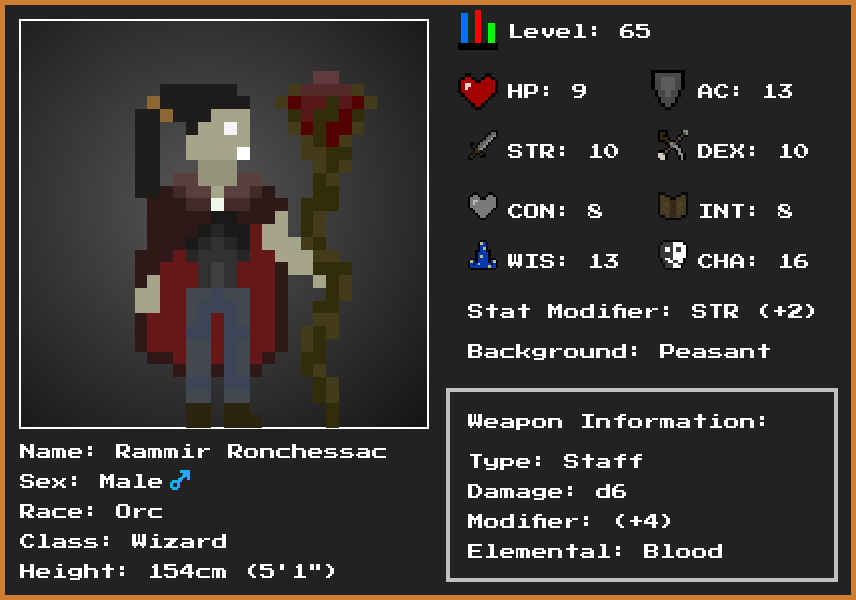 Level: 65
HP: 9 AC: 13
STR: 10 DEX: 10
CON: 8 INT: 8
WIS: 13 CHA: 16
Stat Modifier: STR (+2)
Background: Peasant
Weapon Information:
Type: Staff
Damage: d6
Modifier: (+4)
Elemental: Blood
Name: Rammir Ronchessac
Sex: Male ♂
Race: Orc
Class: Wizard
Height: 154cm (5'1")